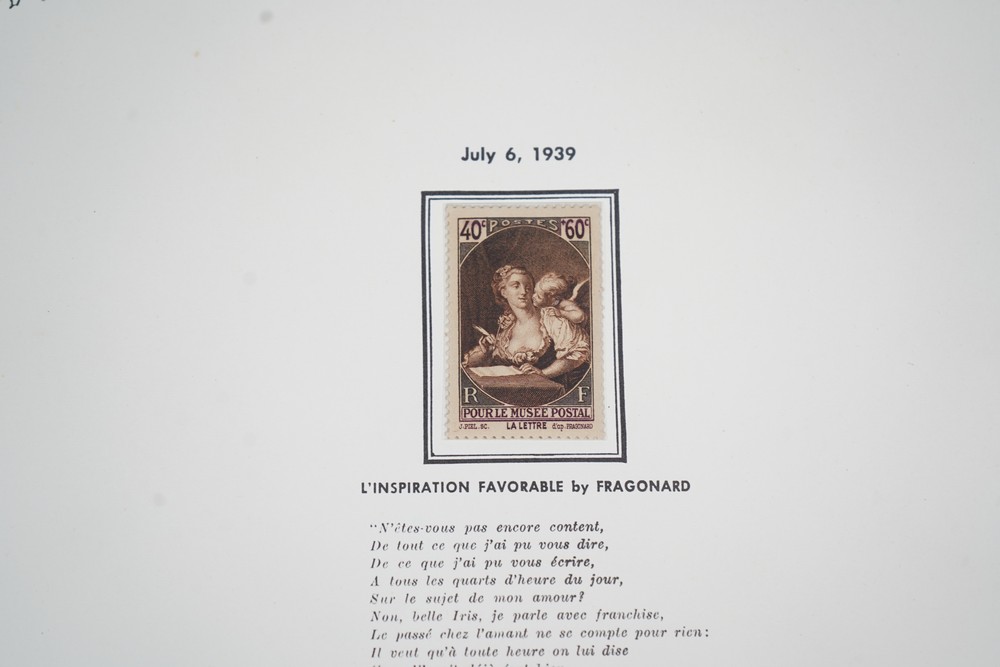 July 6, 1939
40c POSTES +60c
R F
POUR LE MUSÉE POSTAL
J. PIEL. SC. LA LETTRE d'ap. FRAGONARD
L'INSPIRATION FAVORABLE by FRAGONARD
"N'êtes-vous pas encore content,
De tout ce que j'ai pu vous dire,
De ce que j'ai pu vous écrire,
A tous les quarts d'heure du jour,
Sur le sujet de mon amour?
Non, belle Iris, je parle avec franchise,
Le passé chez l'amant ne se compte pour rien:
Il veut qu'à toute heure on lui dise